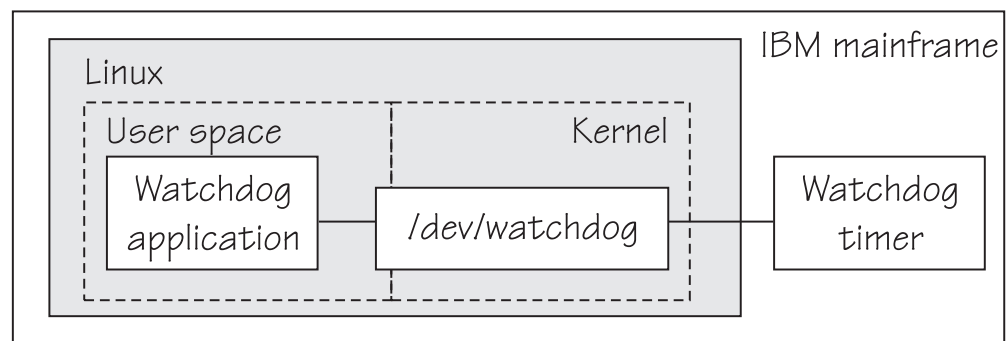 IBM mainframe
Linux
User space
Kernel
Watchdog
application
/dev/watchdog
Watchdog
timer